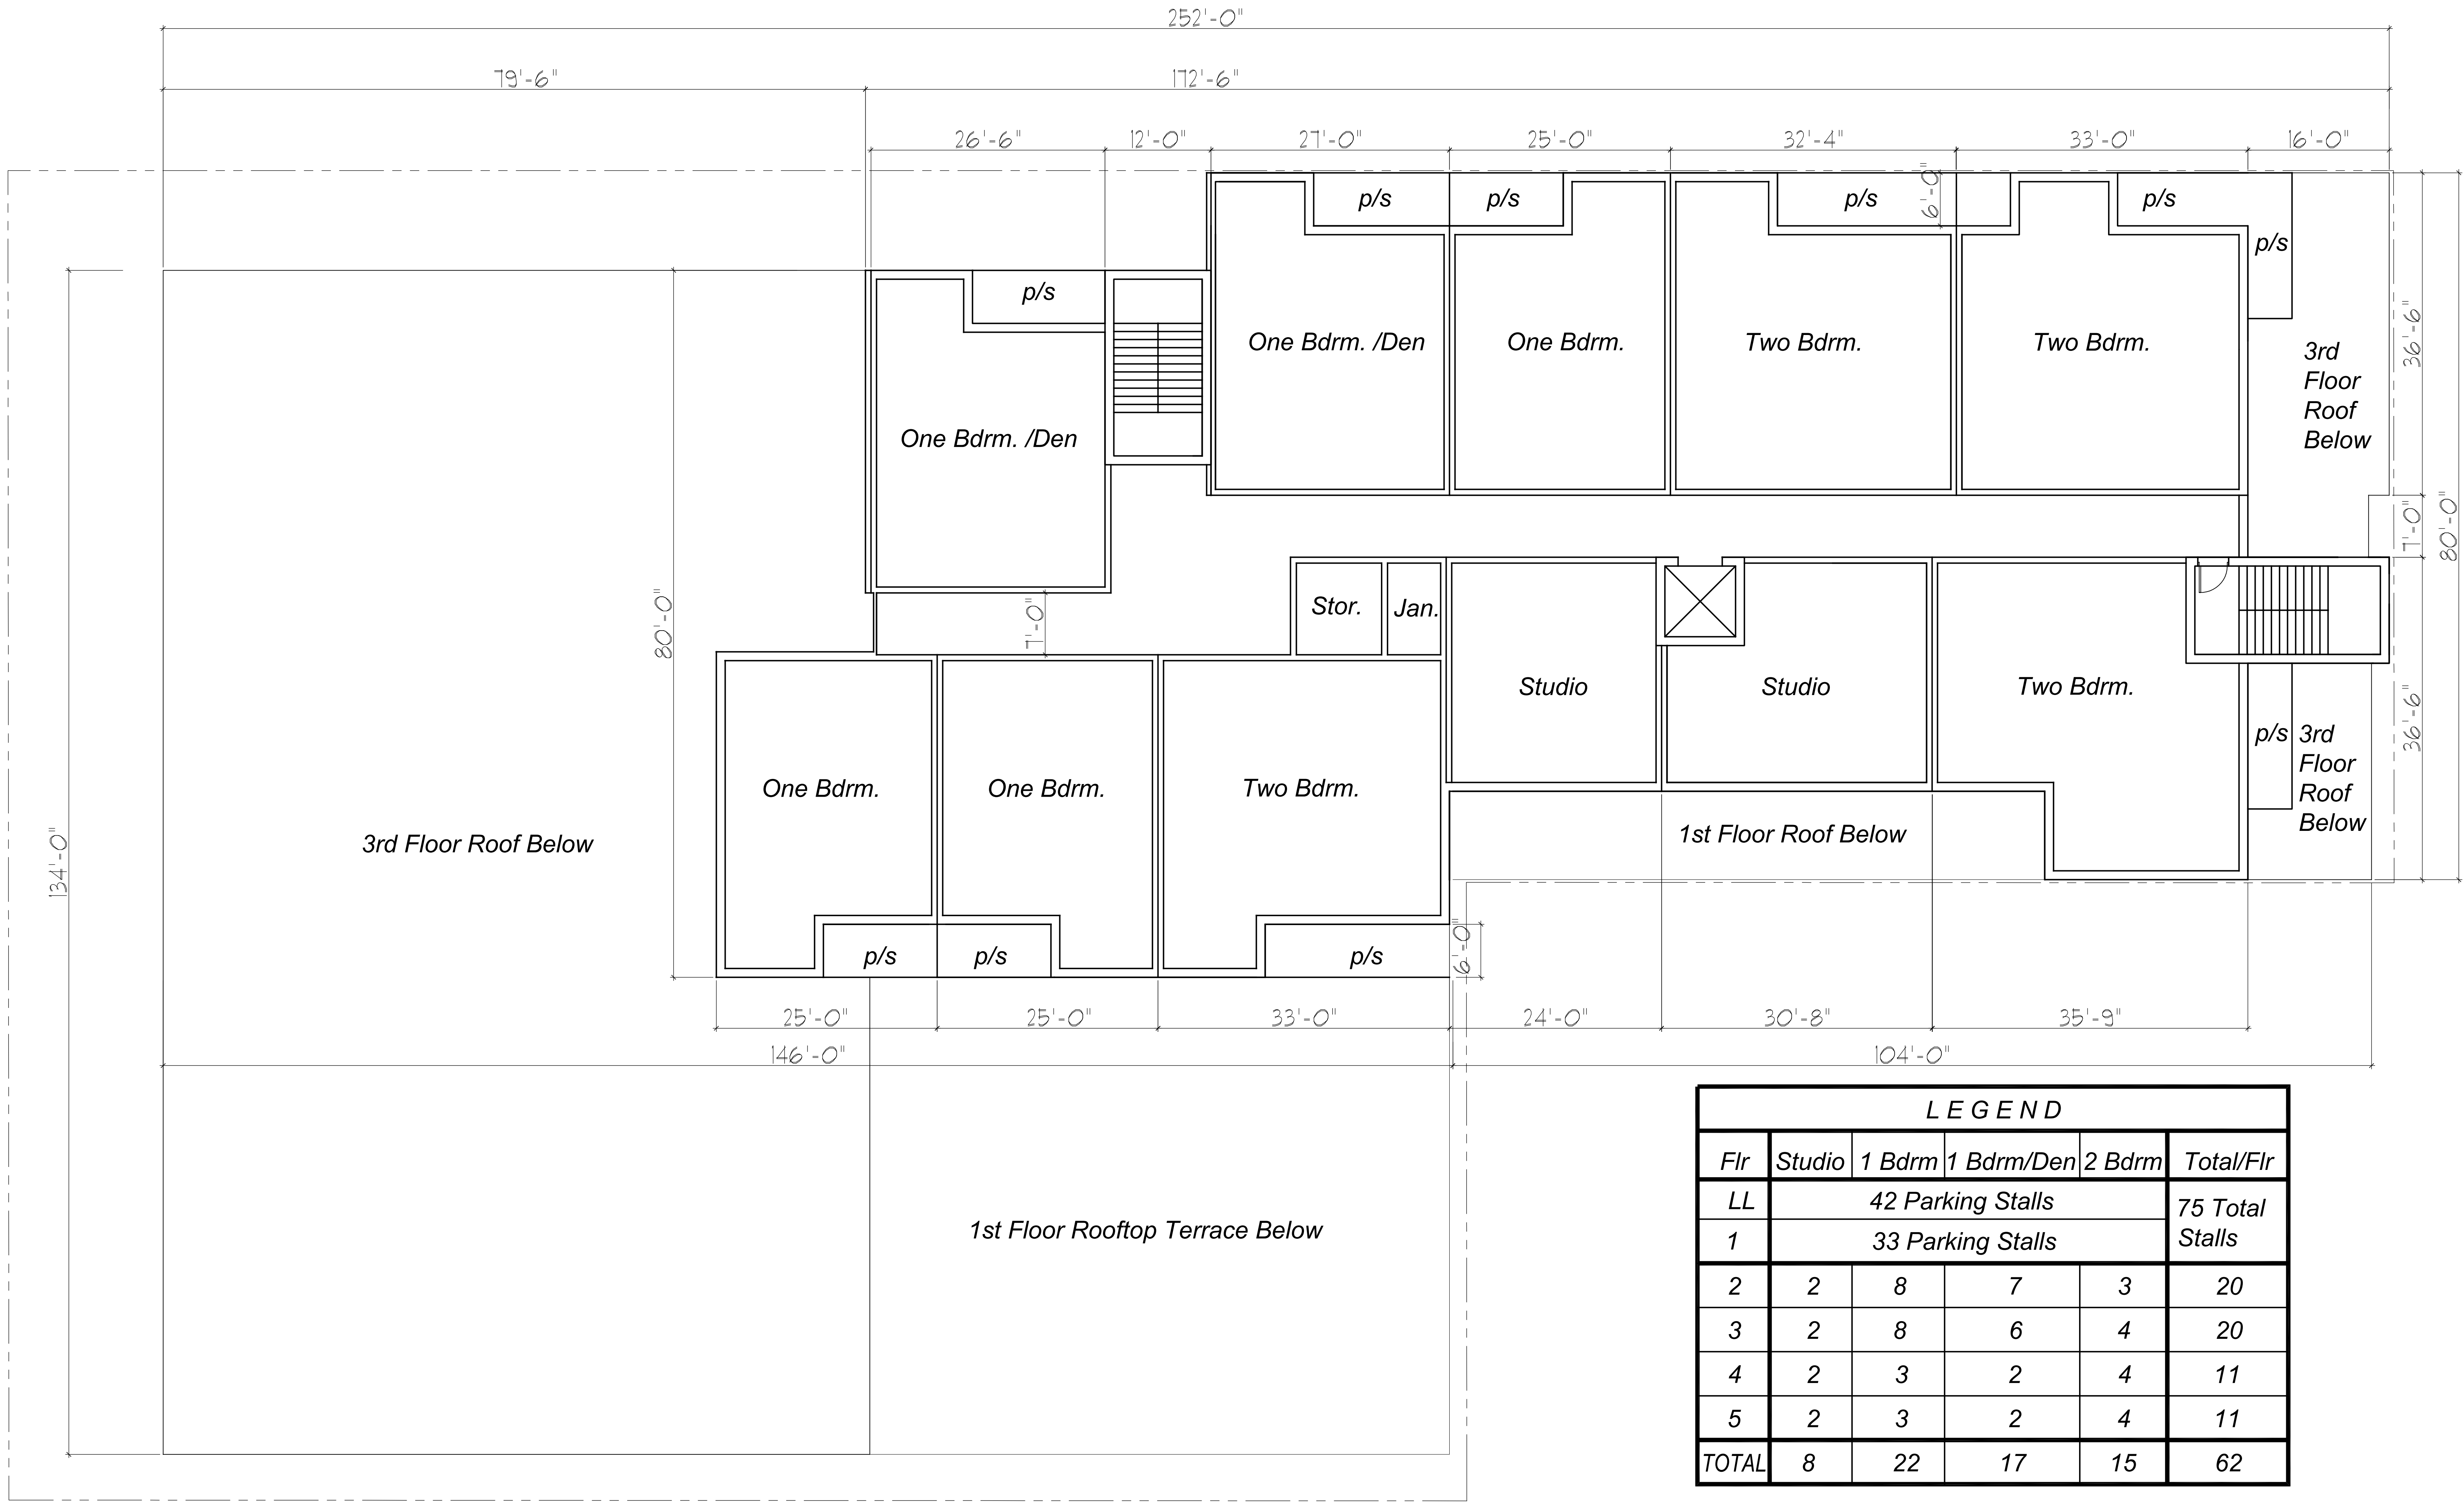 252'-0"
79'-6"
172'-6"
26'-6"
12'-0"
27'-0"
25'-0"
32'-4"
33'-0"
16'-0"
p/s
p/s
p/s
6'-0"
p/s
p/s
p/s
One Bdrm. /Den
One Bdrm.
Two Bdrm.
Two Bdrm.
3rd
Floor
Roof
Below
36'-6"
One Bdrm. /Den
7'-0"
80'-0"
80'-0"
7'-0"
Stor.
Jan.
Studio
Studio
Two Bdrm.
36'-6"
p/s
3rd
Floor
Roof
Below
One Bdrm.
One Bdrm.
Two Bdrm.
134'-0"
3rd Floor Roof Below
1st Floor Roof Below
p/s
p/s
p/s
6'-0"
25'-0"
25'-0"
33'-0"
24'-0"
30'-8"
35'-9"
146'-0"
104'-0"
1st Floor Rooftop Terrace Below
LEGEND
Flr Studio 1 Bdrm 1 Bdrm/Den 2 Bdrm Total/Flr
LL 42 Parking Stalls 75 Total
1 33 Parking Stalls Stalls
2 2 8 7 3 20
3 2 8 6 4 20
4 2 3 2 4 11
5 2 3 2 4 11
TOTAL 8 22 17 15 62